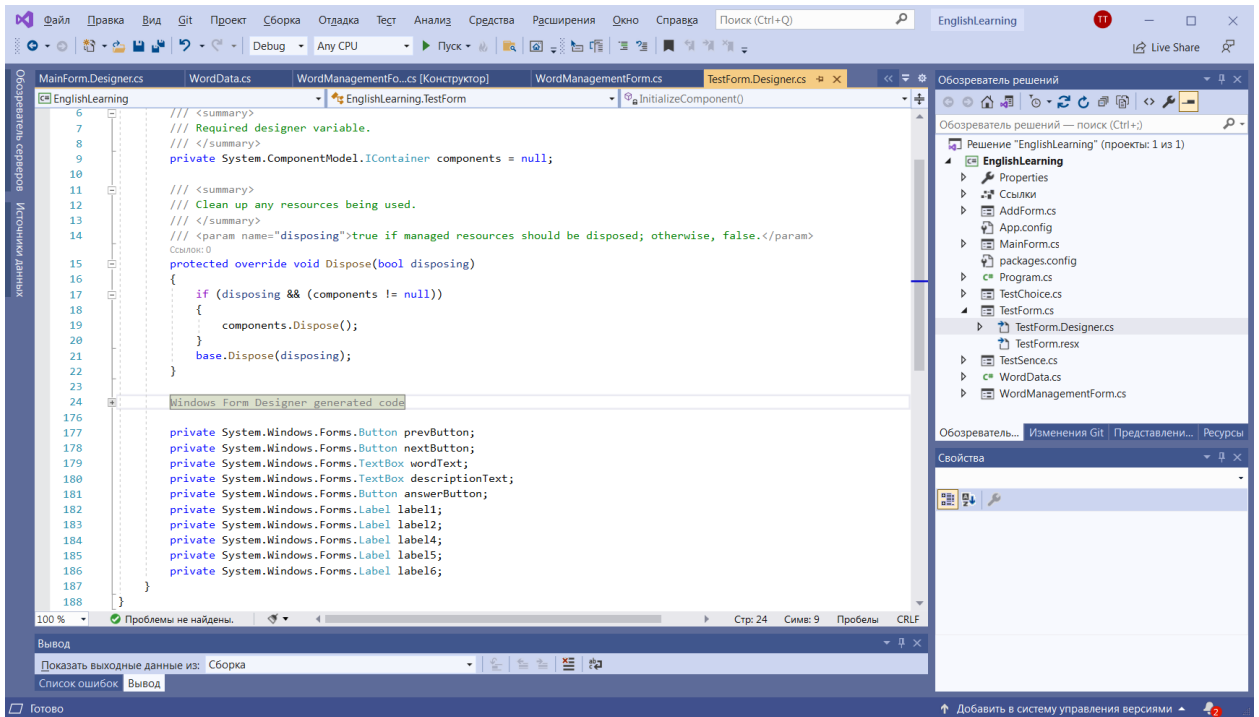 Файл Правка Вид Git Проект Сборка Отладка Тест Анализ Средства Расширения Окно Справка Поиск (Ctrl+Q) EnglishLearning TT
Debug Any CPU Пуск Live Share
MainForm.Designer.cs WordData.cs WordManagementFo...cs [Конструктор] WordManagementForm.cs TestForm.Designer.cs
EnglishLearning EnglishLearning.TestForm InitializeComponent()
6 /// <summary>
7 /// Required designer variable.
8 /// </summary>
9 private System.ComponentModel.IContainer components = null;
10
11 /// <summary>
12 /// Clean up any resources being used.
13 /// </summary>
14 /// <param name="disposing">true if managed resources should be disposed; otherwise, false.</param>
Ссылок: 0
15 protected override void Dispose(bool disposing)
16 {
17 if (disposing && (components != null))
18 {
19 components.Dispose();
20 }
21 base.Dispose(disposing);
22 }
23
24 Windows Form Designer generated code
176
177 private System.Windows.Forms.Button prevButton;
178 private System.Windows.Forms.Button nextButton;
179 private System.Windows.Forms.TextBox wordText;
180 private System.Windows.Forms.TextBox descriptionText;
181 private System.Windows.Forms.Button answerButton;
182 private System.Windows.Forms.Label label1;
183 private System.Windows.Forms.Label label2;
184 private System.Windows.Forms.Label label4;
185 private System.Windows.Forms.Label label5;
186 private System.Windows.Forms.Label label6;
187 }
188 }
100 % Проблемы не найдены. Стр: 24 Симв: 9 Пробелы CRLF
Вывод
Показать выходные данные из: Сборка
Список ошибок Вывод
Готово
Обозреватель серверов
Источники данных
Обозреватель решений
Обозреватель решений — поиск (Ctrl+;)
Решение "EnglishLearning" (проекты: 1 из 1)
EnglishLearning
Properties
Ссылки
AddForm.cs
App.config
MainForm.cs
packages.config
Program.cs
TestChoice.cs
TestForm.cs
TestForm.Designer.cs
TestForm.resx
TestSence.cs
WordData.cs
WordManagementForm.cs
Обозреватель... Изменения Git Представлени... Ресурсы
Свойства
Добавить в систему управления версиями 2